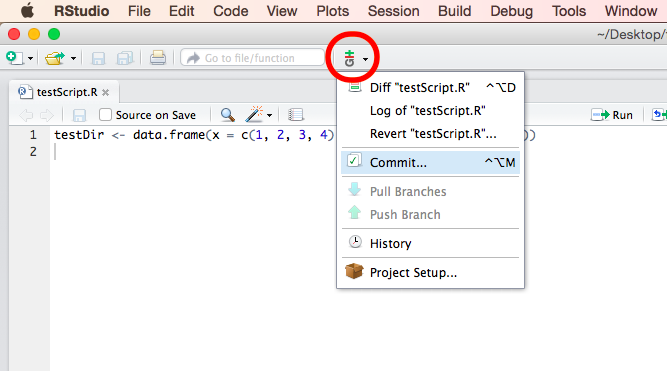 RStudio File Edit Code View Plots Session Build Debug Tools Window
~/Desktop/
Go to file/function
GIT
testScript.R
Source on Save
Run
1 testDir <- data.frame(x = c(1, 2, 3, 4) ))
2
Diff "testScript.R" ^⌥D
Log of "testScript.R"
Revert "testScript.R"...
Commit... ^⌥M
Pull Branches
Push Branch
History
Project Setup...